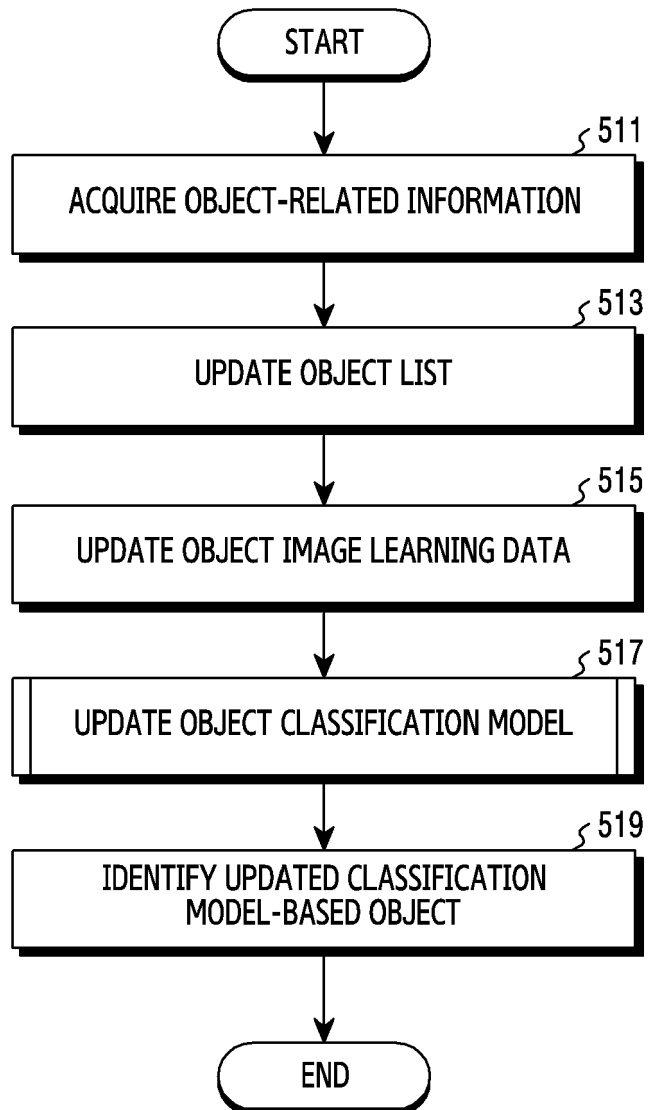 START
511
ACQUIRE OBJECT-RELATED INFORMATION
513
UPDATE OBJECT LIST
515
UPDATE OBJECT IMAGE LEARNING DATA
517
UPDATE OBJECT CLASSIFICATION MODEL
519
IDENTIFY UPDATED CLASSIFICATION
MODEL-BASED OBJECT
END